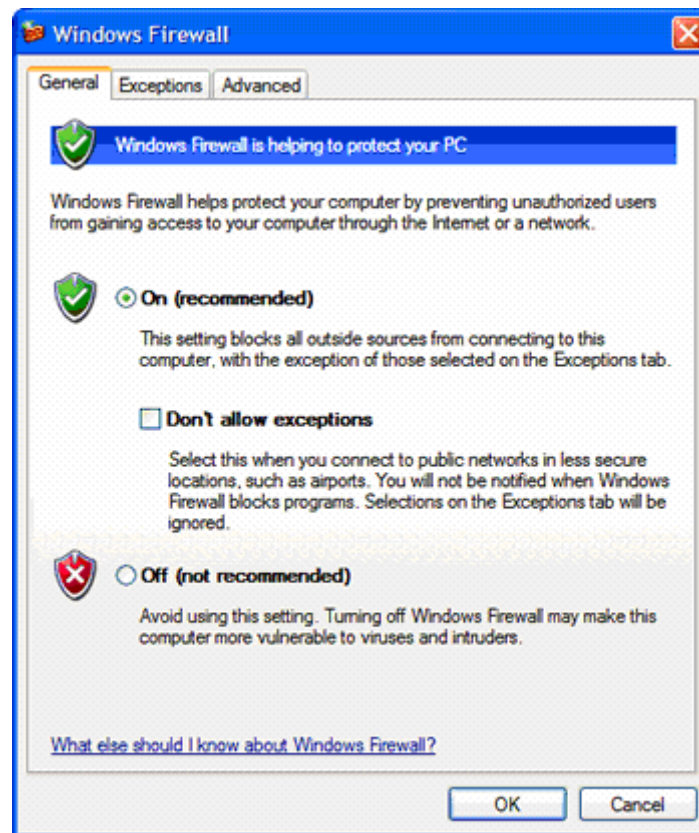 Windows Firewall
General
Exceptions
Advanced
Windows Firewall is helping to protect your PC
Windows Firewall helps protect your computer by preventing unauthorized users
from gaining access to your computer through the Internet or a network.
On (recommended)
This setting blocks all outside sources from connecting to this
computer, with the exception of those selected on the Exceptions tab.
Don't allow exceptions
Select this when you connect to public networks in less secure
locations, such as airports. You will not be notified when Windows
Firewall blocks programs. Selections on the Exceptions tab will be
ignored.
Off (not recommended)
Avoid using this setting. Turning off Windows Firewall may make this
computer more vulnerable to viruses and intruders.
What else should I know about Windows Firewall?
OK
Cancel